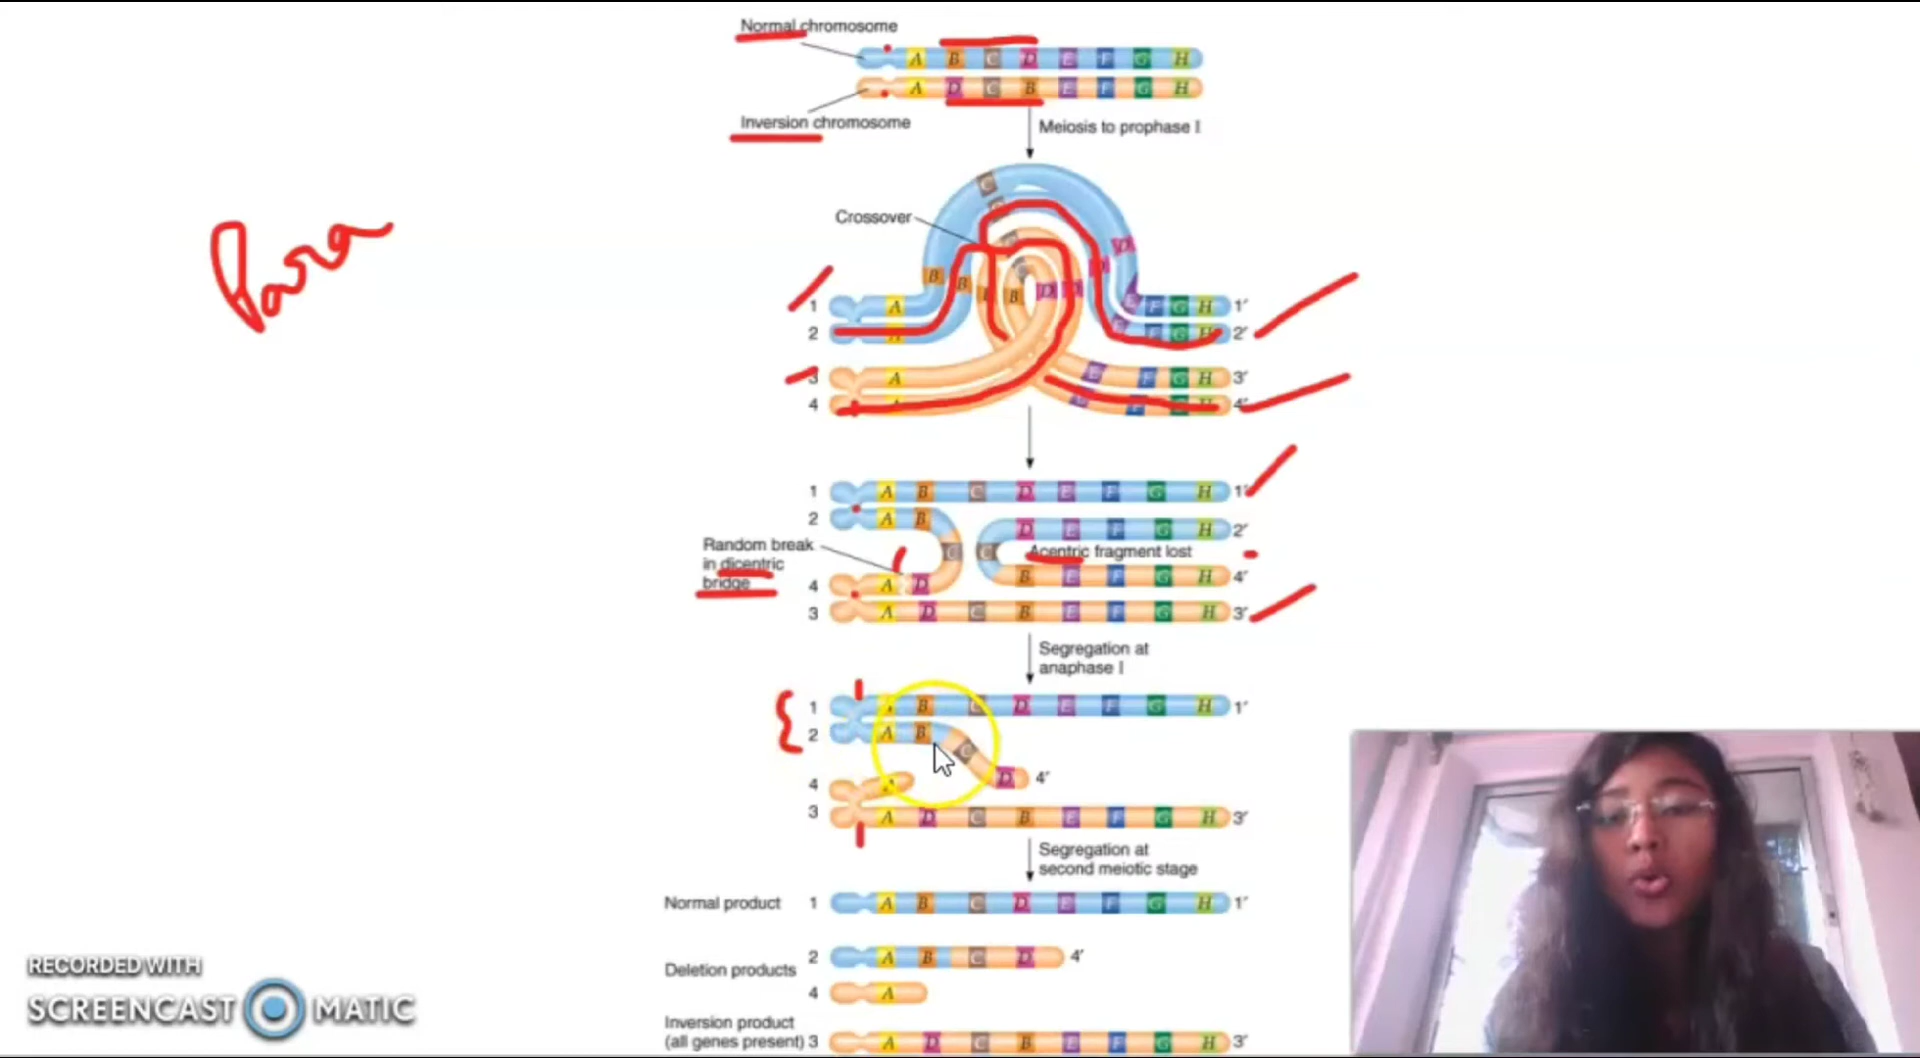 Normal chromosome
A B C D E F G H
A D C B E F G H
Inversion chromosome
Meiosis to prophase I
Para
Crossover
C
C
C
C
D
D
B B B B D D
1 A E F G H 1′
2 A E F G H 2′
3 A E F G H 3′
4 A E F G H 4′
1 A B C D E F G H 1′
2 A B
D E F G H 2′
Random break
in dicentric
bridge
C C
Acentric fragment lost
4 A D
B E F G H 4′
3 A D C B E F G H 3′
Segregation at
anaphase I
1 A B C D E F G H 1′
2 A B C D 4′
4 A
3 A D C B E F G H 3′
Segregation at
second meiotic stage
Normal product 1 A B C D E F G H 1′
Deletion products
2 A B C D 4′
4 A
Inversion product
(all genes present) 3 A D C B E F G H 3′
RECORDED WITH
SCREENCAST MATIC